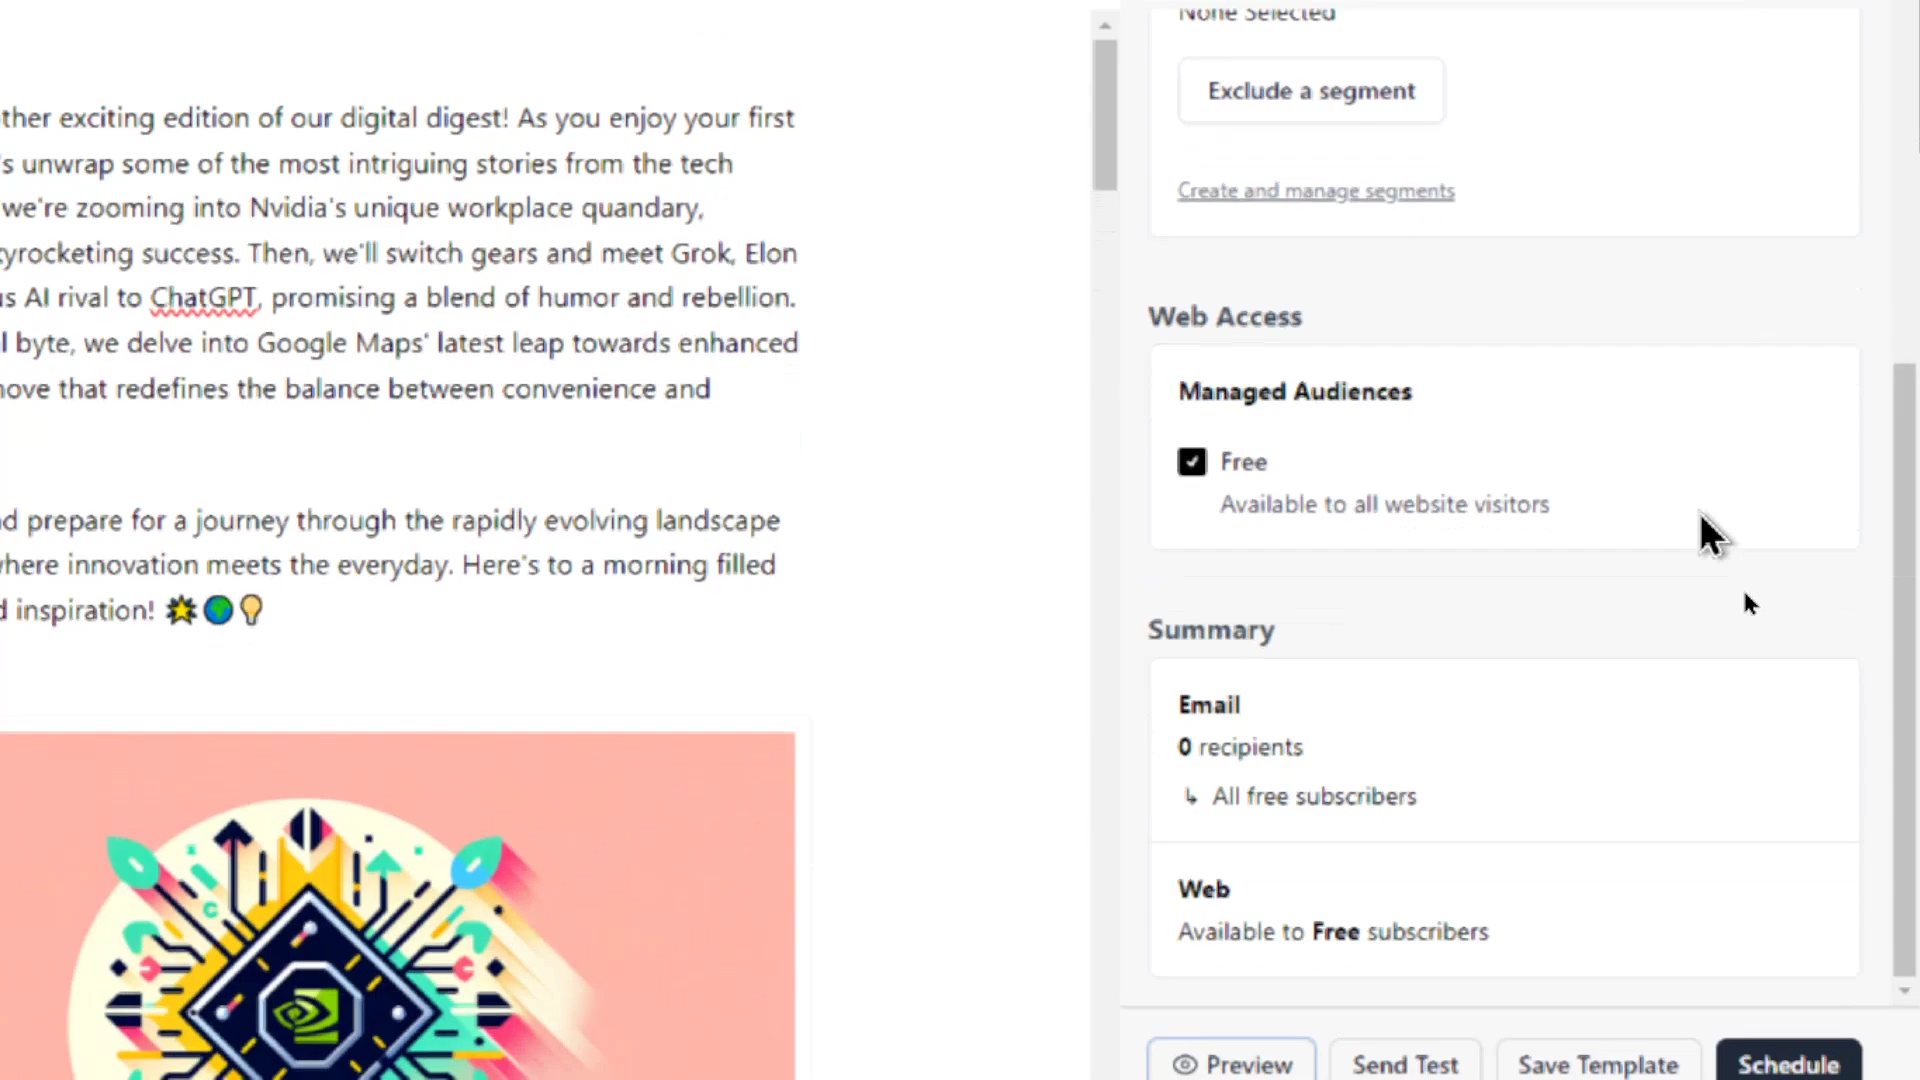 ther exciting edition of our digital digest! As you enjoy your first
's unwrap some of the most intriguing stories from the tech
we're zooming into Nvidia's unique workplace quandary,
yrocketing success. Then, we'll switch gears and meet Grok, Elon
s AI rival to ChatGPT, promising a blend of humor and rebellion.
l byte, we delve into Google Maps' latest leap towards enhanced
ove that redefines the balance between convenience and
d prepare for a journey through the rapidly evolving landscape
where innovation meets the everyday. Here's to a morning filled
d inspiration!
None Selected
Exclude a segment
Create and manage segments
Web Access
Managed Audiences
Free
Available to all website visitors
Summary
Email
0 recipients
↳ All free subscribers
Web
Available to Free subscribers
Preview
Send Test
Save Template
Schedule